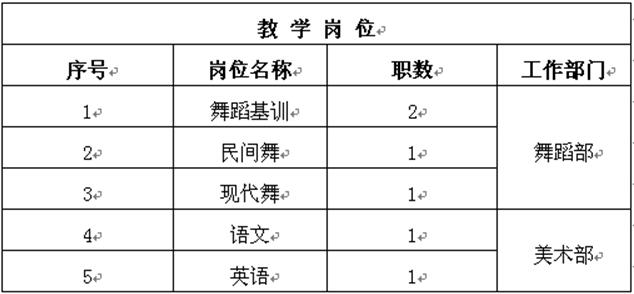 教 学 岗 位
序号 岗位名称 职数 工作部门
1 舞蹈基训 2
2 民间舞 1 舞蹈部
3 现代舞 1
4 语文 1
美术部
5 英语 1